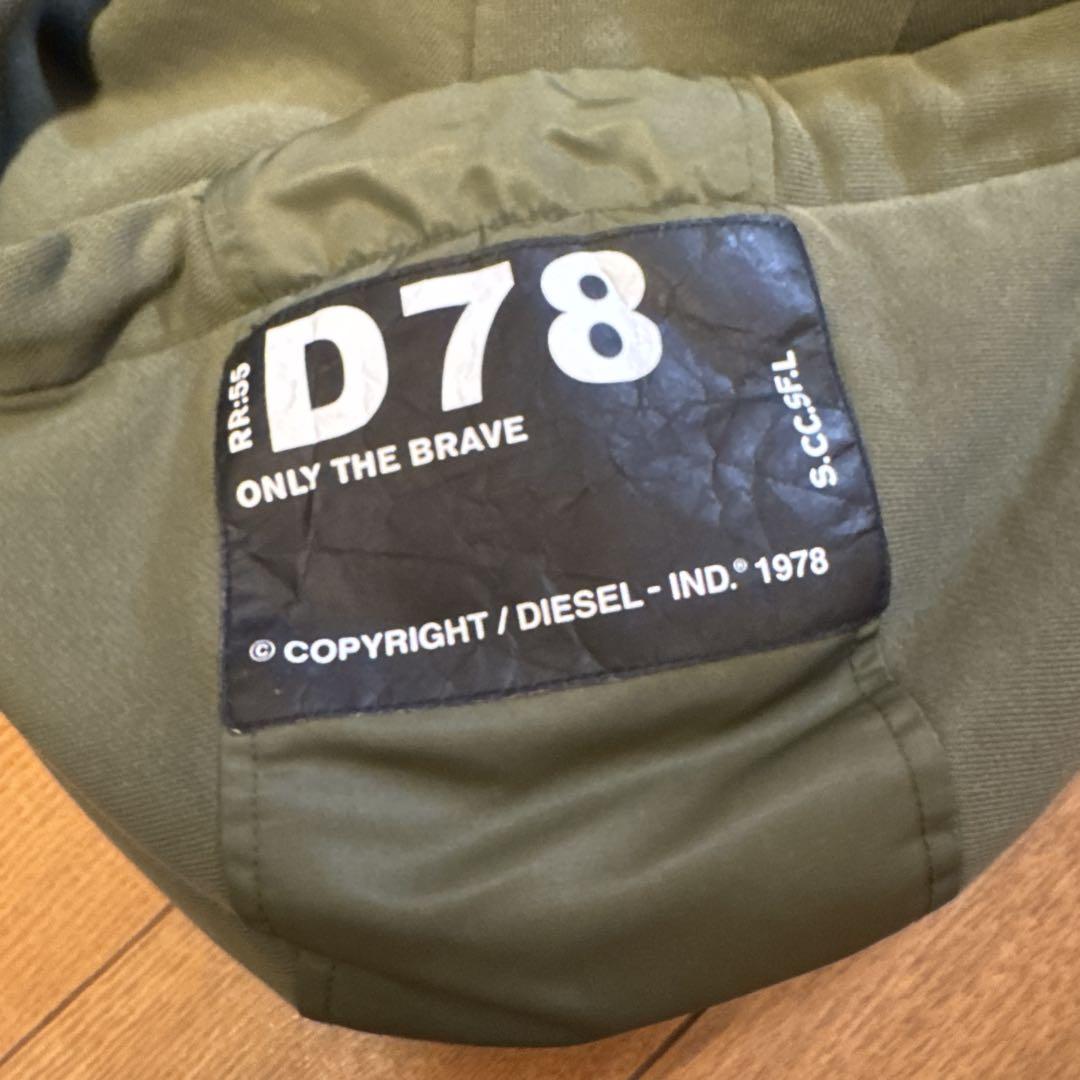 RR:55
D78
ONLY THE BRAVE
S.CC.SF.L
© COPYRIGHT / DIESEL - IND.® 1978